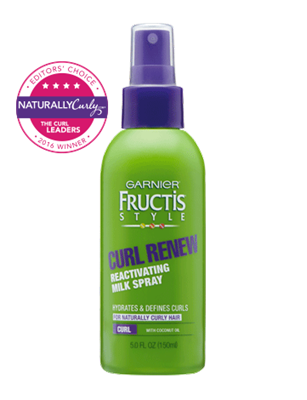 EDITORS' CHOICE
NATURALLYCurly
THE CURL
LEADERS
2016 WINNER
GARNIER
FRUCTIS
STYLE
CURL RENEW
REACTIVATING
MILK SPRAY
HYDRATES & DEFINES CURLS
FOR NATURALLY CURLY HAIR
CURL
WITH COCONUT OIL
5.0 FL OZ (150ml)